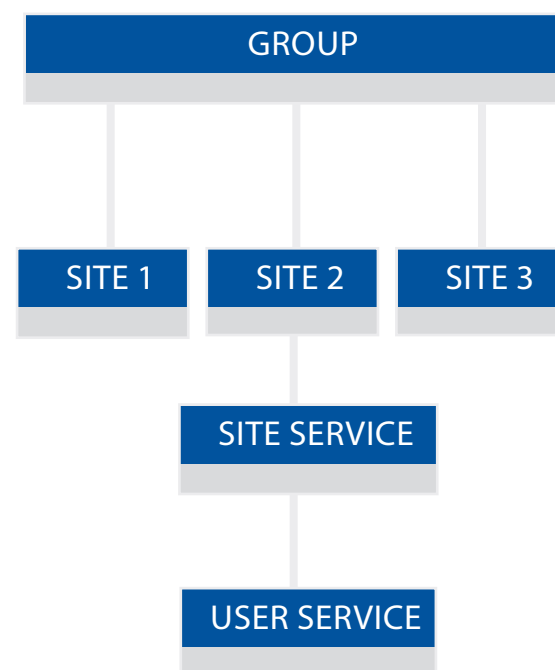 GROUP
SITE 1
SITE 2
SITE 3
SITE SERVICE
USER SERVICE